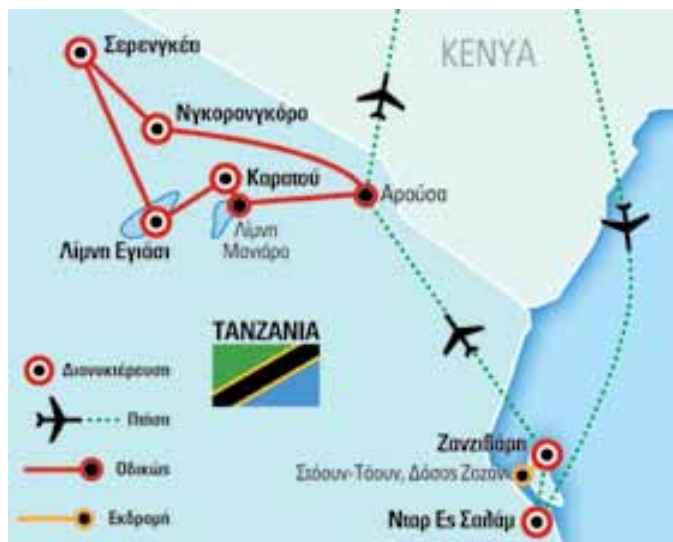 Σερενγκέτι
KENYA
Νγκορονγκόρο
Καρατού
Αρούσα
Λίμνη Εγιάσι
Λίμνη
Μανιάρα
TANZANIA
Διανυκτέρευση
Πτήση
Οδικώς
Εκδρομή
Ζανζιβάρη
Στόουν-Τάουν, Δάσος Ζοζάνι
Νταρ Ες Σαλάμ